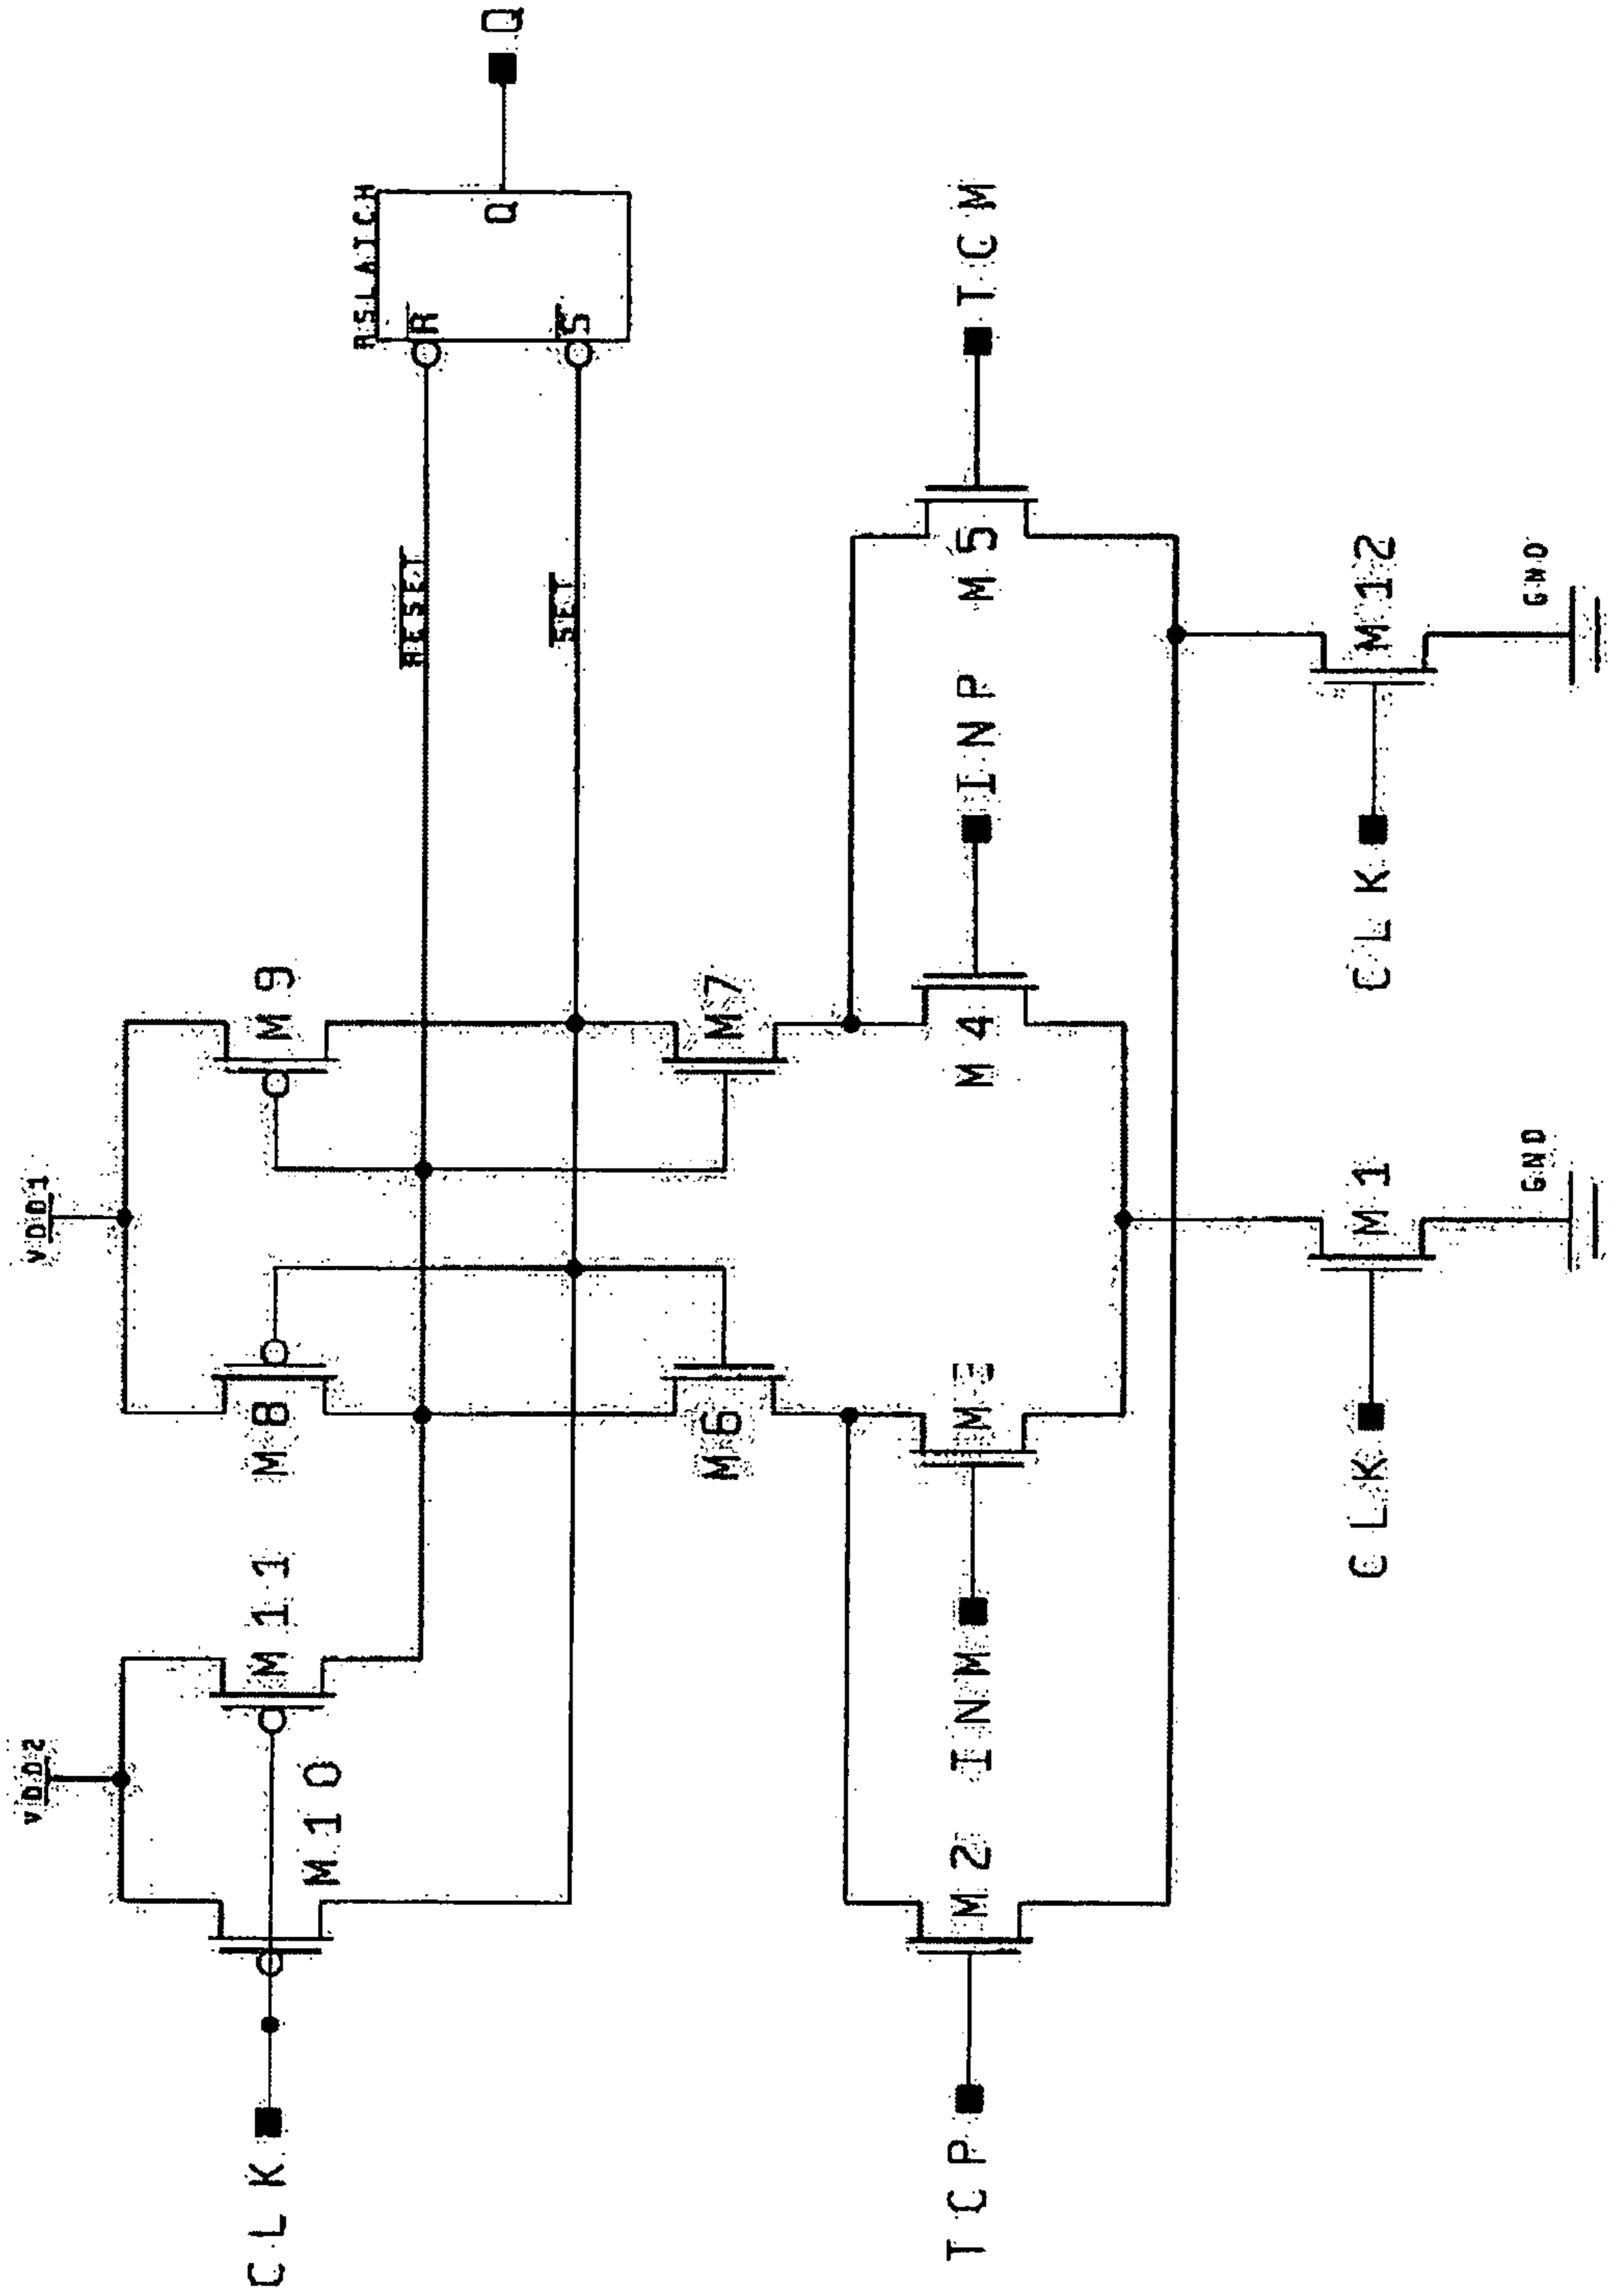 VDD2
VDD1
CLK
M10
M11
M8
M9
RESET
SET
RSLATCH
R
S
Q
Q
M6
M7
TCP
M2
INM
M3
M4
INP
M5
TCM
CLK
M1
CLK
M12
GND
GND